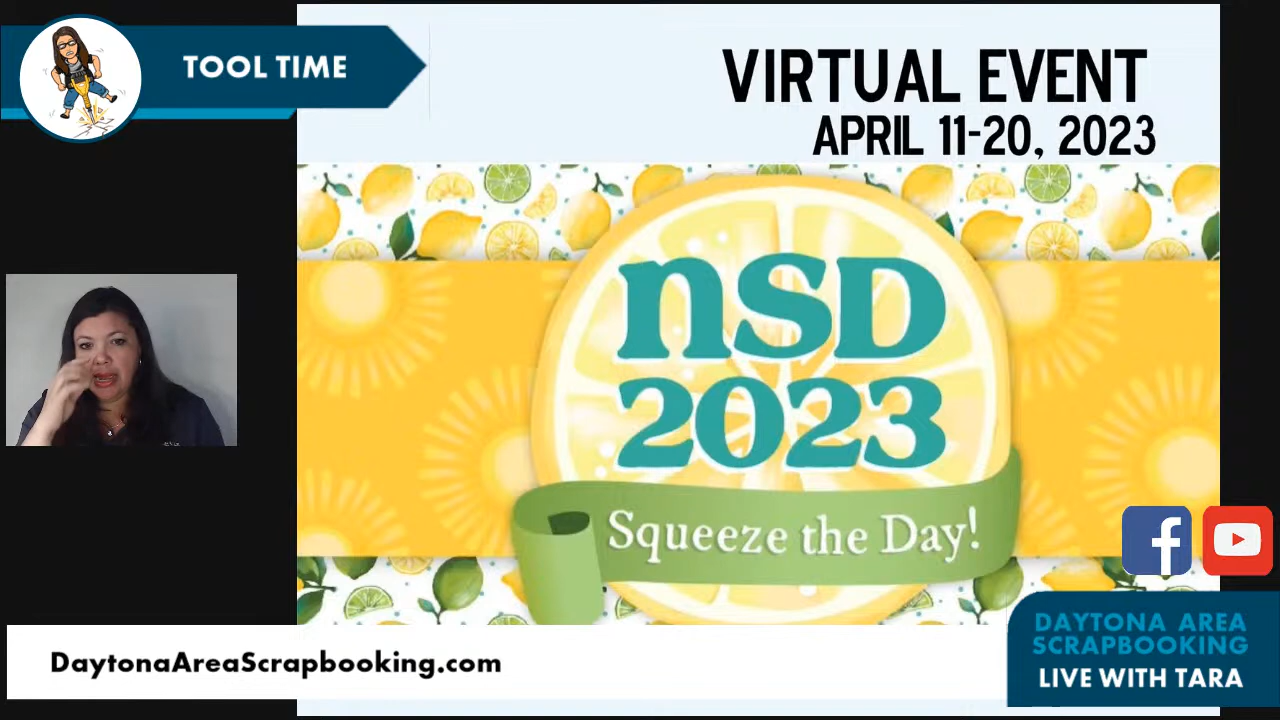 TOOL TIME
VIRTUAL EVENT
APRIL 11-20, 2023
nSD
2023
Squeeze the Day!
DaytonaAreaScrapbooking.com
DAYTONA AREA
SCRAPBOOKING
LIVE WITH TARA